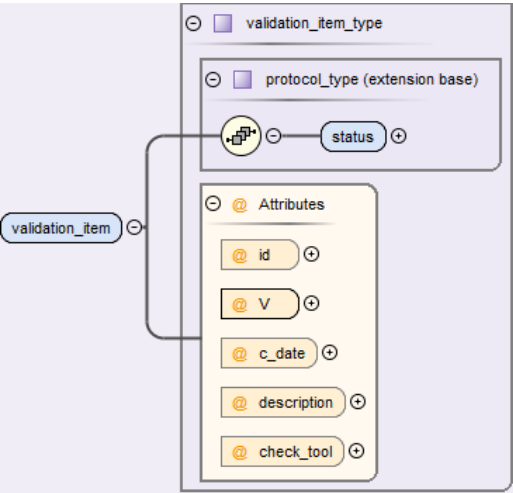 validation_item_type
protocol_type (extension base)
status
validation_item
@ Attributes
@ id
@ V
@ c_date
@ description
@ check_tool